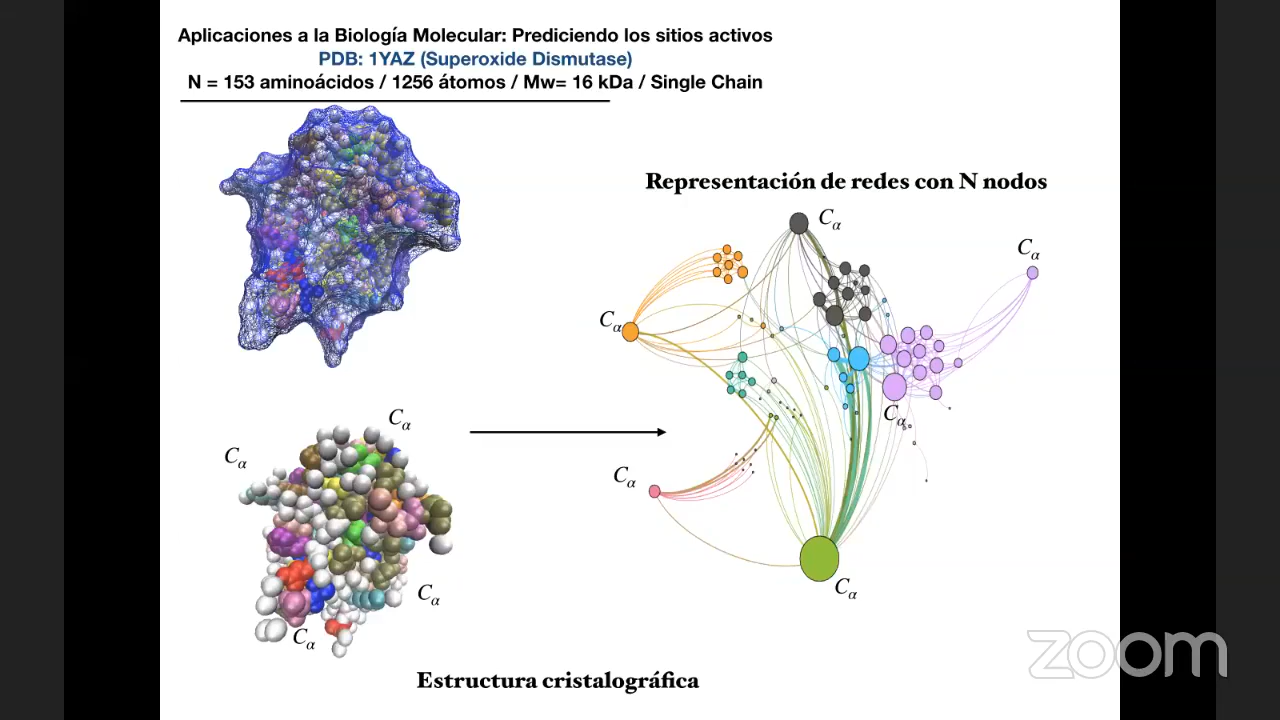 Aplicaciones a la Biología Molecular: Prediciendo los sitios activos
PDB: 1YAZ (Superoxide Dismutase)
N = 153 aminoácidos / 1256 átomos / Mw= 16 kDa / Single Chain
Representación de redes con N nodos
Cα
Cα
Cα
Cα
Cα
Cα
Cα
Cα
Cα
Cα
Estructura cristalográfica
zoom